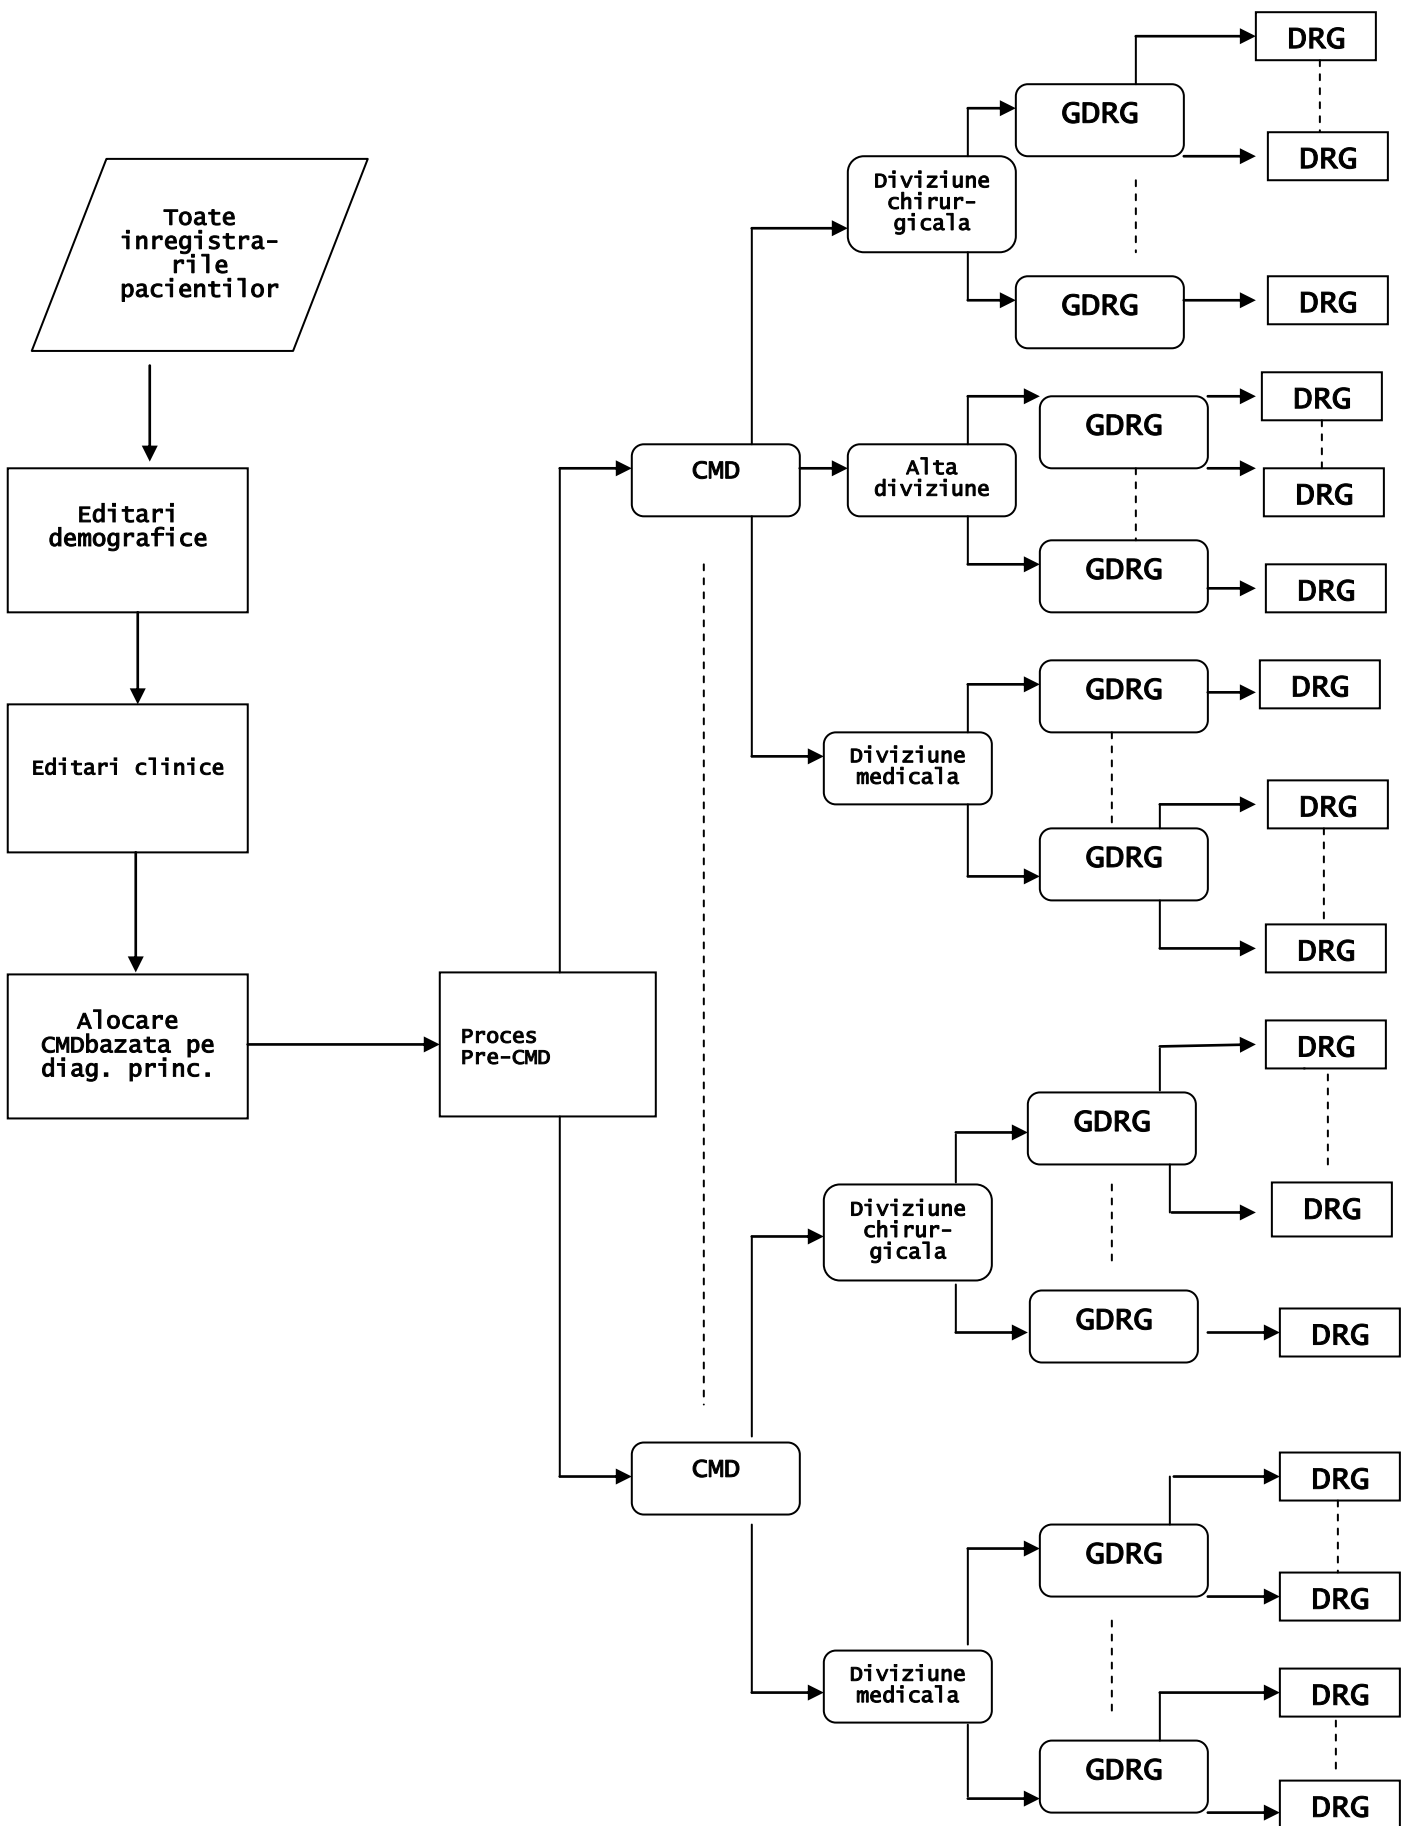 Toate
inregistra-
rile
pacientilor
Editari
demografice
Editari clinice
Alocare
CMDbazata pe
diag. princ.
Proces
Pre-CMD
CMD
Diviziune
chirur-
gicala
GDRG
DRG
DRG
GDRG
DRG
Alta
diviziune
GDRG
DRG
DRG
GDRG
DRG
Diviziune
medicala
GDRG
DRG
GDRG
DRG
DRG
CMD
Diviziune
chirur-
gicala
GDRG
DRG
DRG
GDRG
DRG
Diviziune
medicala
GDRG
DRG
DRG
GDRG
DRG
DRG